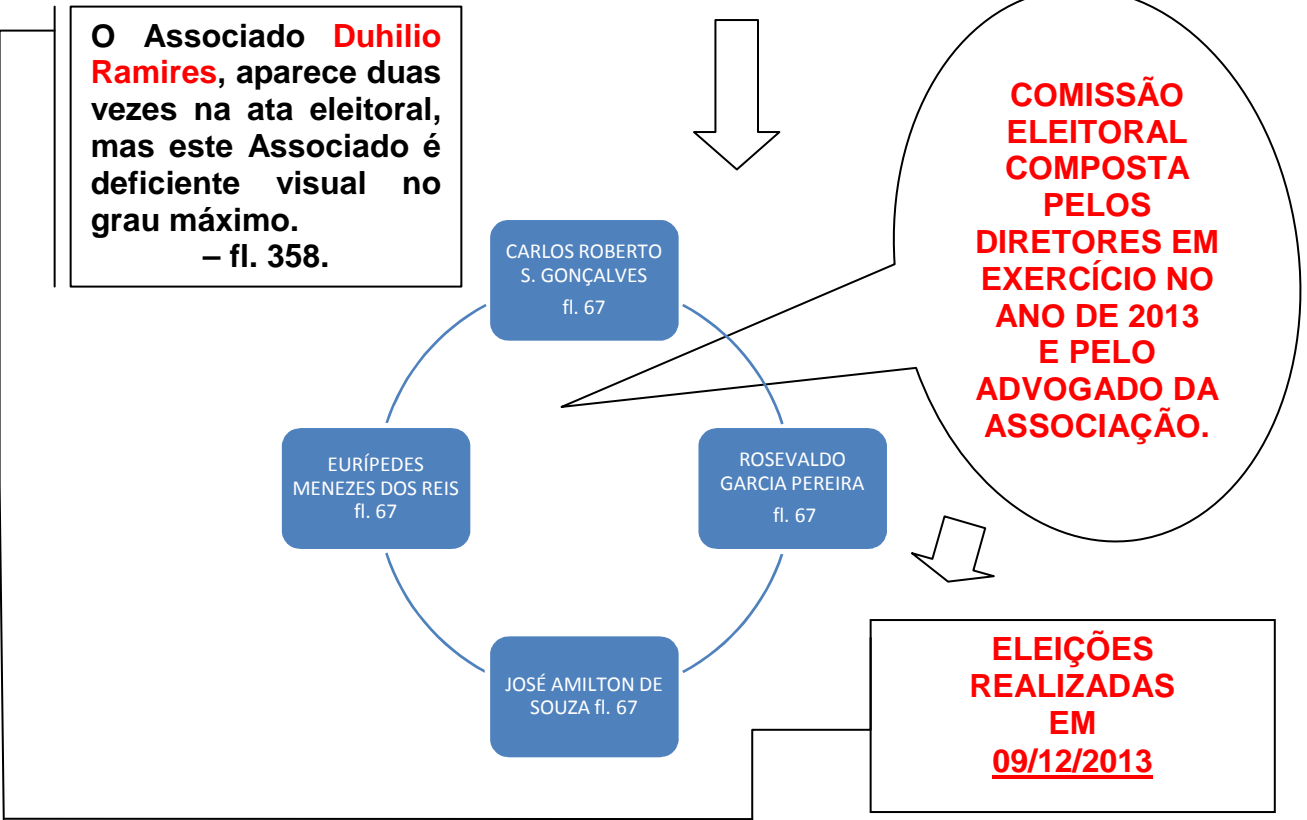 O Associado Duhilio
Ramires, aparece duas
vezes na ata eleitoral,
mas este Associado é
deficiente visual no
grau máximo.
– fl. 358.
COMISSÃO
ELEITORAL
COMPOSTA
PELOS
DIRETORES EM
EXERCÍCIO NO
ANO DE 2013
E PELO
ADVOGADO DA
ASSOCIAÇÃO.
CARLOS ROBERTO
S. GONÇALVES
fl. 67
EURÍPEDES
MENEZES DOS REIS
fl. 67
ROSEVALDO
GARCIA PEREIRA
fl. 67
JOSÉ AMILTON DE
SOUZA fl. 67
ELEIÇÕES
REALIZADAS
EM
09/12/2013